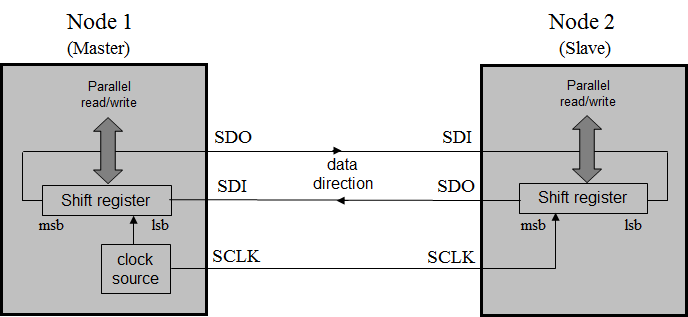 Node 1
(Master)
Node 2
(Slave)
Parallel
read/write
Parallel
read/write
SDO
SDI
data
direction
SDI
SDO
Shift register
msb
lsb
Shift register
msb
lsb
clock
source
SCLK
SCLK